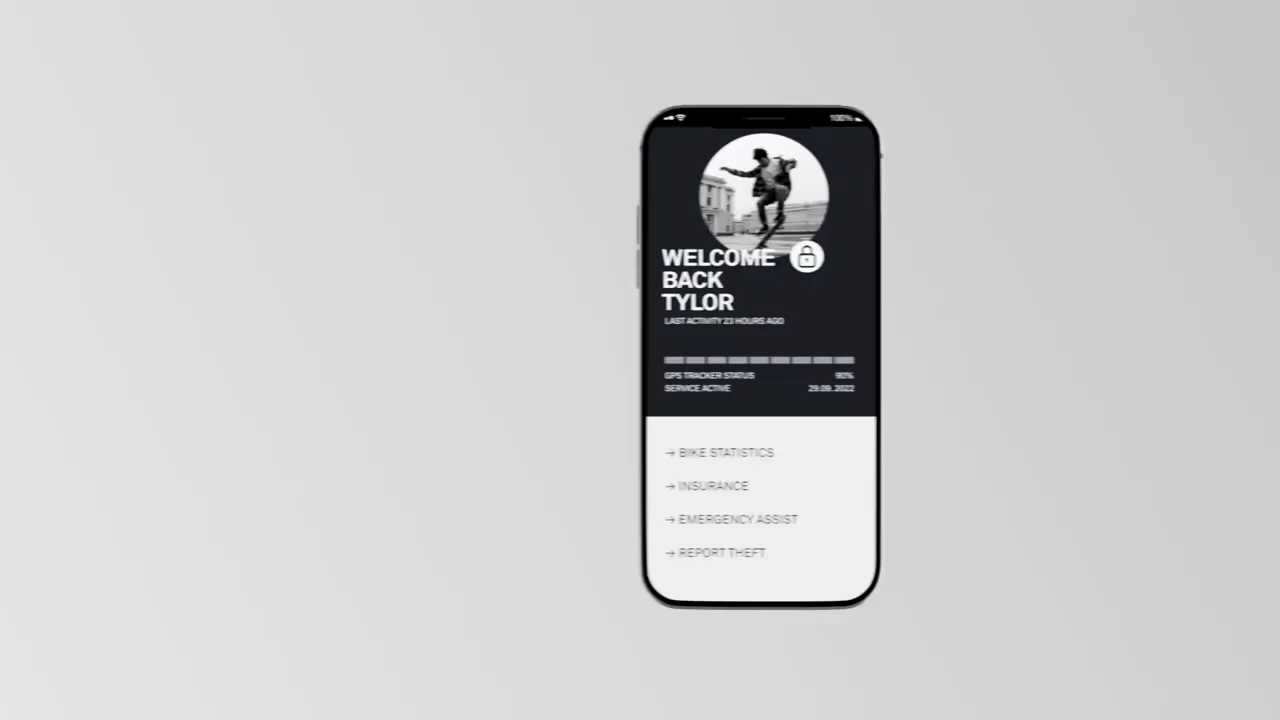 100%
WELCOME
BACK
TYLOR
LAST ACTIVITY 23 HOURS AGO
GPS TRACKER STATUS 90%
SERVICE ACTIVE 29.09.2022
→ BIKE STATISTICS
→ INSURANCE
→ EMERGENCY ASSIST
→ REPORT THEFT